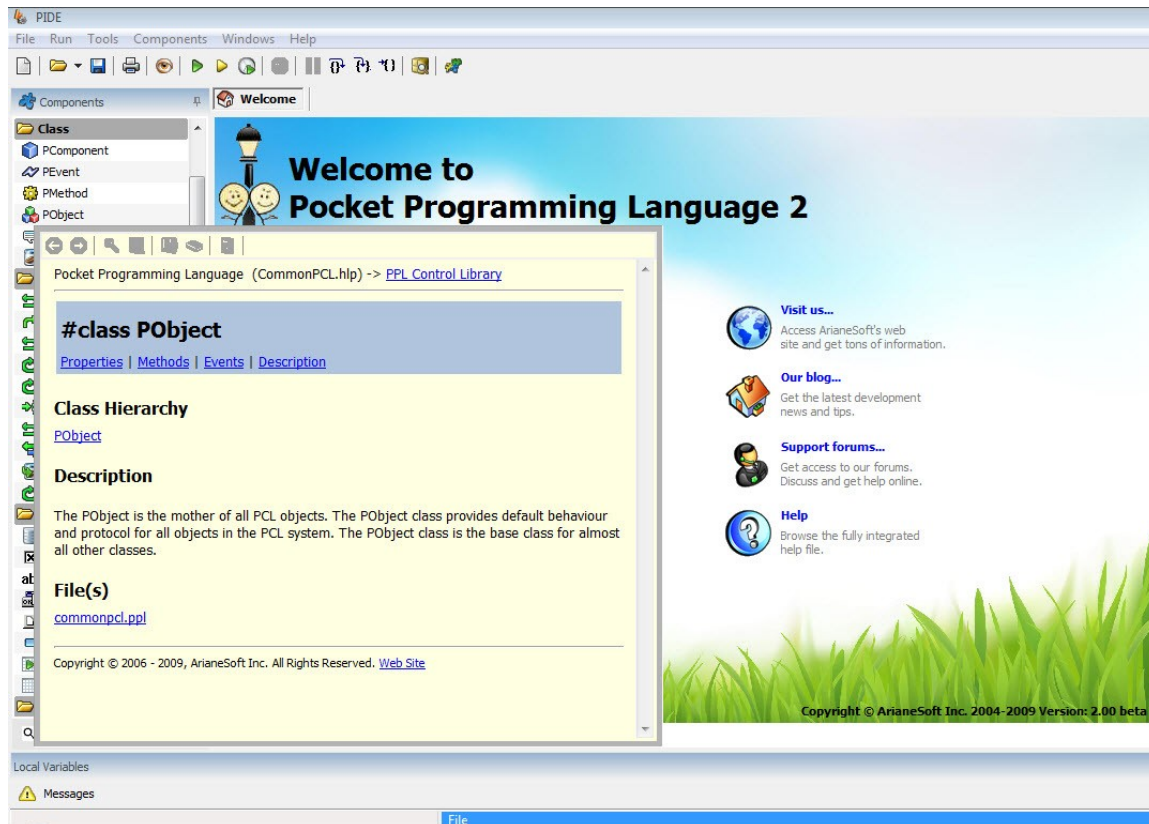 PIDE
File Run Tools Components Windows Help
Components
Welcome
Class
PComponent
PEvent
PMethod
PObject
Welcome to
Pocket Programming Language 2
Pocket Programming Language (CommonPCL.hlp) -> PPL Control Library
#class PObject
Properties | Methods | Events | Description
Class Hierarchy
PObject
Description
The PObject is the mother of all PCL objects. The PObject class provides default behaviour
and protocol for all objects in the PCL system. The PObject class is the base class for almost
all other classes.
File(s)
commonpcl.ppl
Copyright © 2006 - 2009, ArianeSoft Inc. All Rights Reserved. Web Site
Visit us...
Access ArianeSoft's web
site and get tons of information.
Our blog...
Get the latest development
news and tips.
Support forums...
Get access to our forums.
Discuss and get help online.
Help
Browse the fully integrated
help file.
Copyright © ArianeSoft Inc. 2004-2009 Version: 2.00 beta
Local Variables
Messages
File